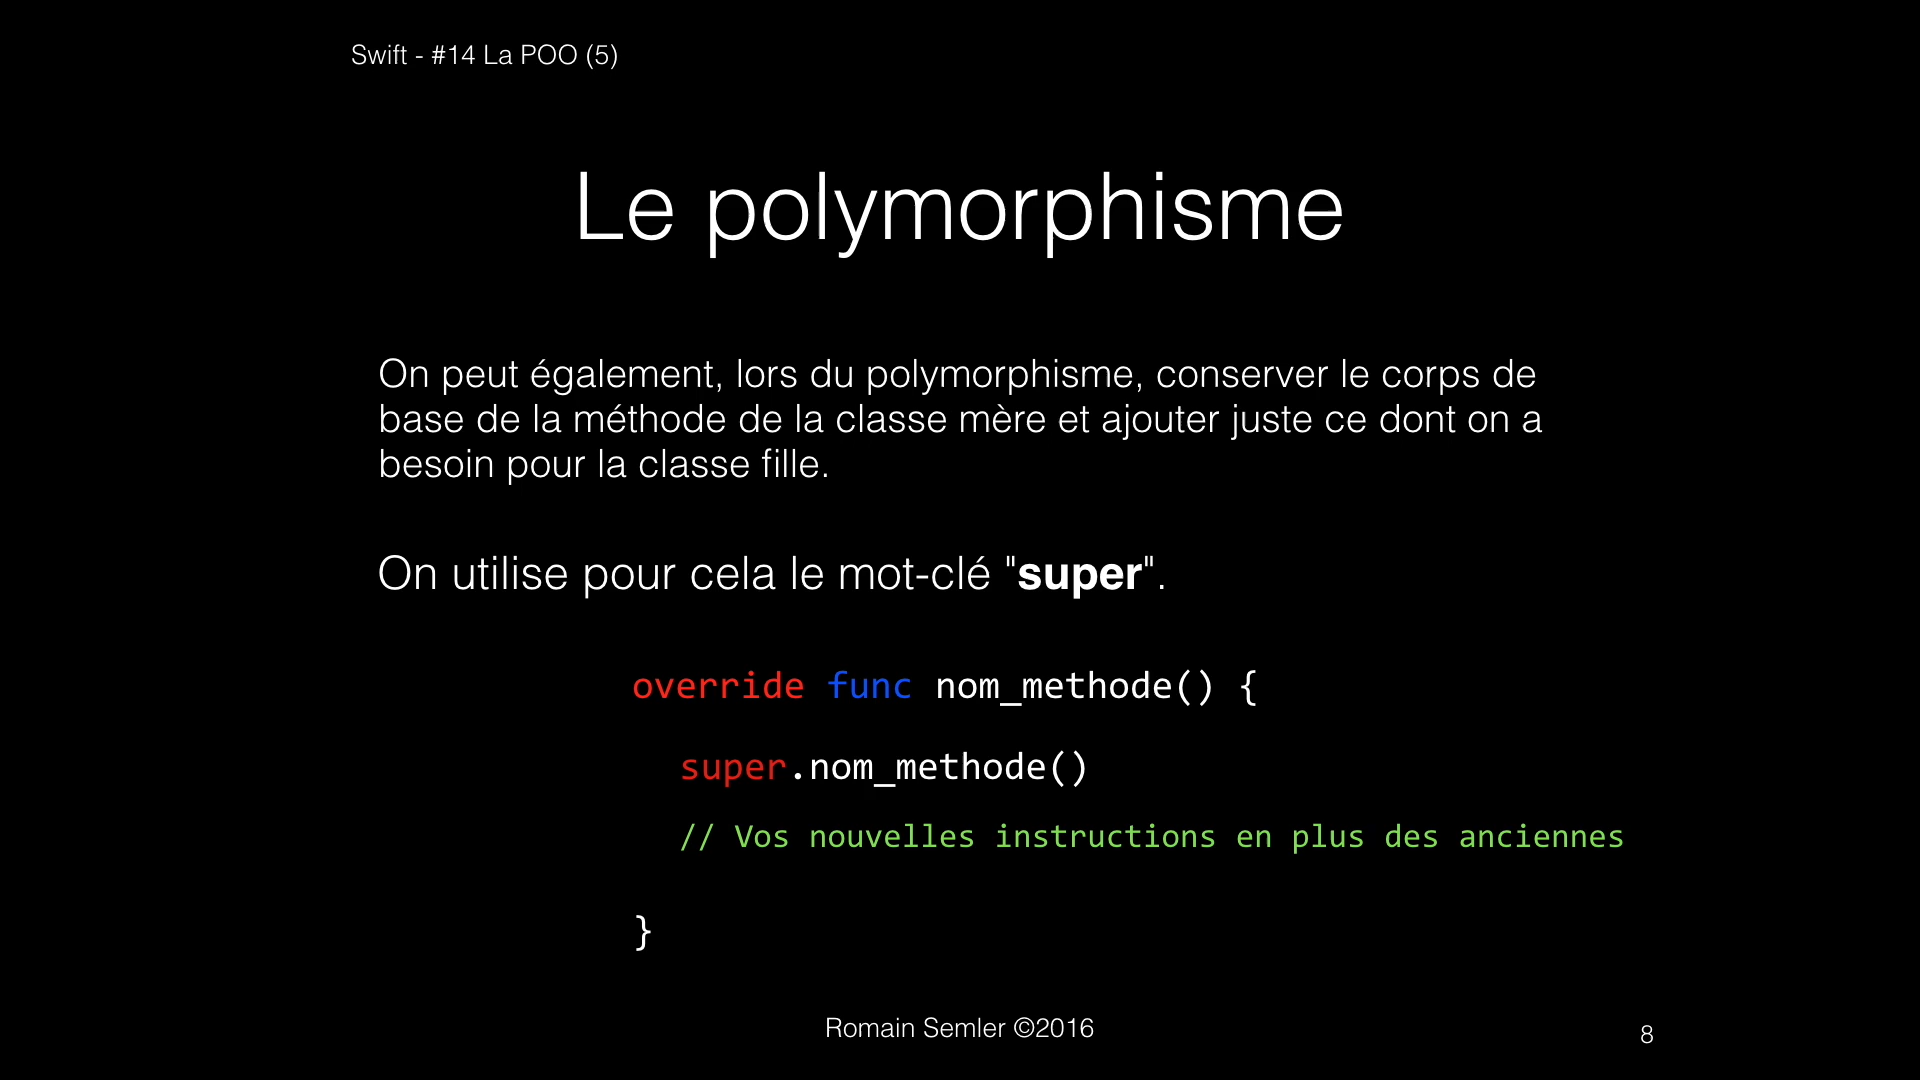 Swift - #14 La POO (5)
Le polymorphisme
On peut également, lors du polymorphisme, conserver le corps de
base de la méthode de la classe mère et ajouter juste ce dont on a
besoin pour la classe fille.
On utilise pour cela le mot-clé "super".
override func nom_methode() {
super.nom_methode()
// Vos nouvelles instructions en plus des anciennes
}
Romain Semler ©2016
8